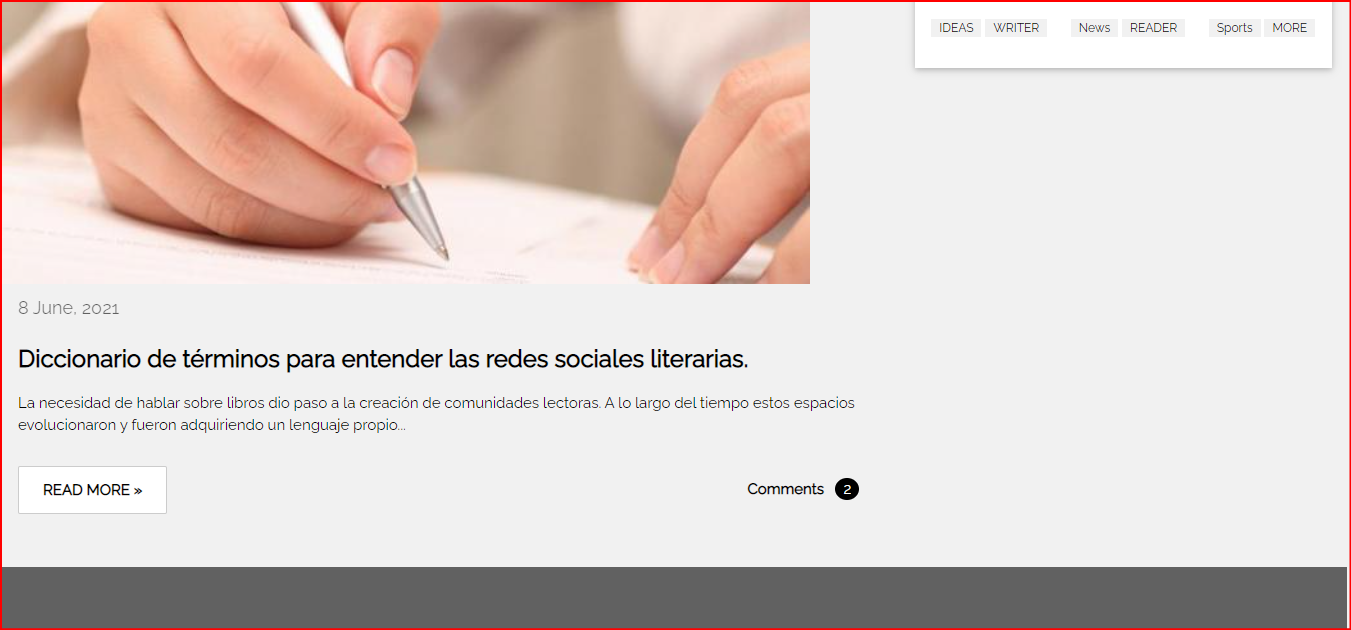 IDEAS WRITER News READER Sports MORE
8 June, 2021
Diccionario de términos para entender las redes sociales literarias.
La necesidad de hablar sobre libros dio paso a la creación de comunidades lectoras. A lo largo del tiempo estos espacios
evolucionaron y fueron adquiriendo un lenguaje propio...
READ MORE »
Comments 2